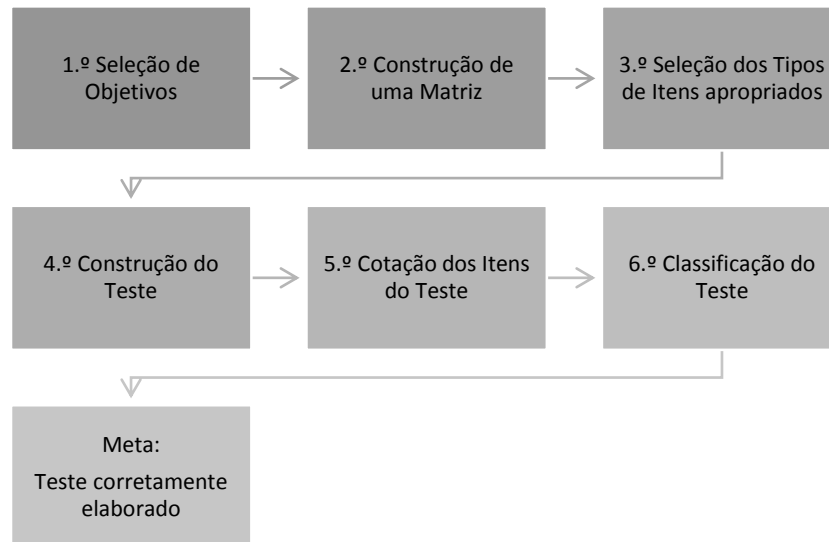 1.º Seleção de
Objetivos
2.º Construção de
uma Matriz
3.º Seleção dos Tipos
de Itens apropriados
4.º Construção do
Teste
5.º Cotação dos Itens
do Teste
6.º Classificação do
Teste
Meta:
Teste corretamente
elaborado